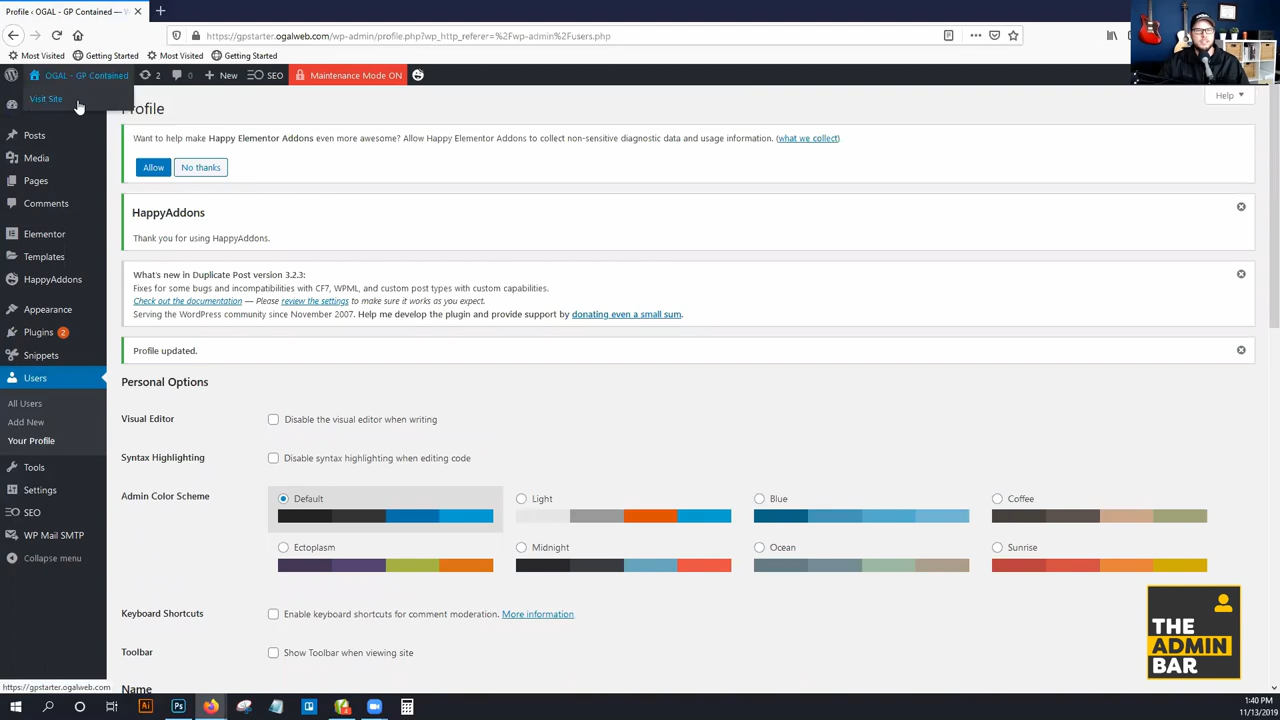 Profile ‹ OGAL - GP Contained — W
https://gpstarter.ogalweb.com/wp-admin/profile.php?wp_http_referer=%2Fwp-admin%2Fusers.php
Most Visited
Getting Started
Most Visited
Getting Started
OGAL - GP Contained
2
0
New
SEO
Maintenance Mode ON
Visit Site
Help
Profile
Posts
Media
Pages
Comments
Elementor
Templates
HappyAddons
Appearance
Plugins 2
Snippets
Users
All Users
Add New
Your Profile
Tools
Settings
SEO
WP Mail SMTP
Collapse menu
Want to help make Happy Elementor Addons even more awesome? Allow Happy Elementor Addons to collect non-sensitive diagnostic data and usage information. (what we collect)
Allow
No thanks
HappyAddons
Thank you for using HappyAddons.
What's new in Duplicate Post version 3.2.3:
Fixes for some bugs and incompatibilities with CF7, WPML, and custom post types with custom capabilities.
Check out the documentation — Please review the settings to make sure it works as you expect.
Serving the WordPress community since November 2007. Help me develop the plugin and provide support by donating even a small sum.
Profile updated.
Personal Options
Visual Editor
Disable the visual editor when writing
Syntax Highlighting
Disable syntax highlighting when editing code
Admin Color Scheme
Default
Light
Blue
Coffee
Ectoplasm
Midnight
Ocean
Sunrise
Keyboard Shortcuts
Enable keyboard shortcuts for comment moderation. More information
Toolbar
Show Toolbar when viewing site
Name
THE
ADMIN
BAR
https://gpstarter.ogalweb.com
Ai
Ps
1:40 PM
11/13/2019